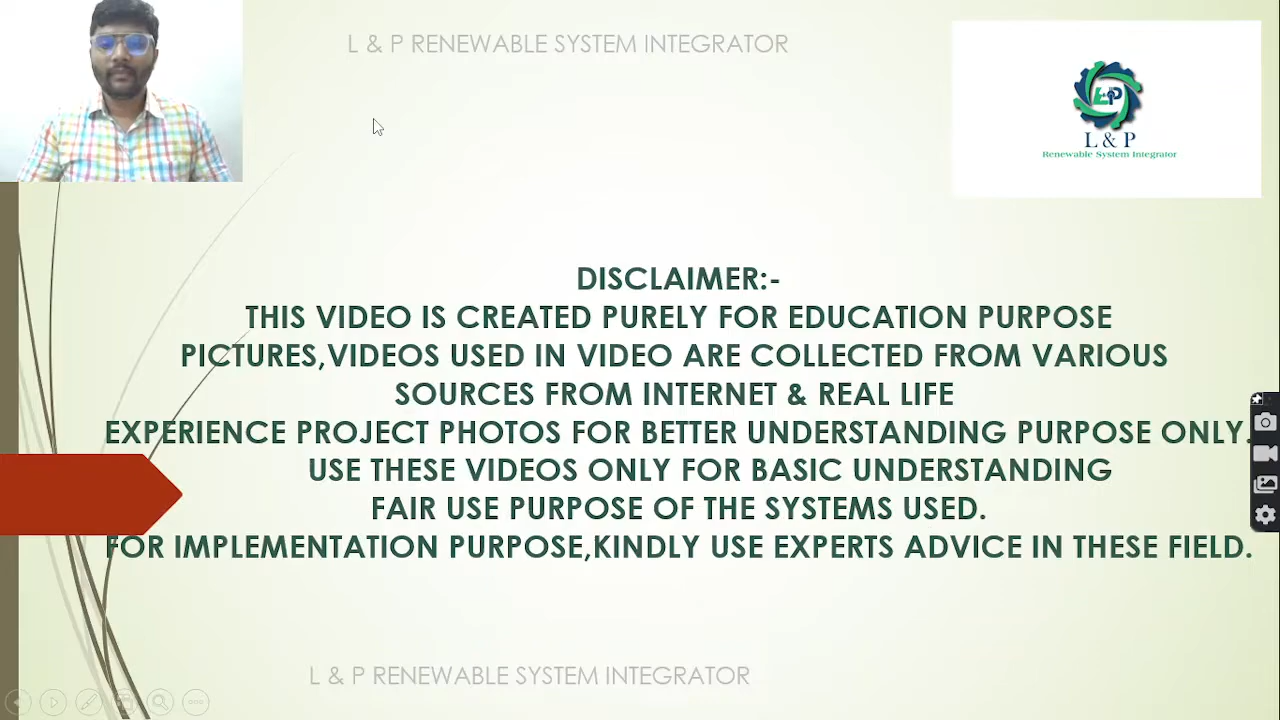 L & P RENEWABLE SYSTEM INTEGRATOR
LP
L & P
Renewable System Integrator
DISCLAIMER:-
THIS VIDEO IS CREATED PURELY FOR EDUCATION PURPOSE
PICTURES,VIDEOS USED IN VIDEO ARE COLLECTED FROM VARIOUS
SOURCES FROM INTERNET & REAL LIFE
EXPERIENCE PROJECT PHOTOS FOR BETTER UNDERSTANDING PURPOSE ONLY.
USE THESE VIDEOS ONLY FOR BASIC UNDERSTANDING
FAIR USE PURPOSE OF THE SYSTEMS USED.
FOR IMPLEMENTATION PURPOSE,KINDLY USE EXPERTS ADVICE IN THESE FIELD.
L & P RENEWABLE SYSTEM INTEGRATOR